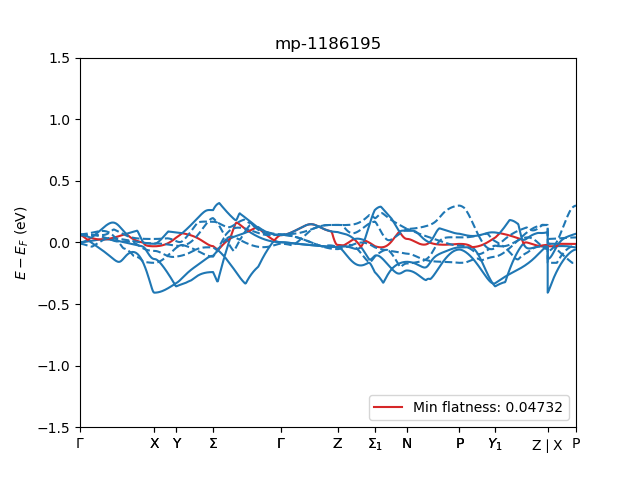 mp-1186195
E − E_F (eV)
1.5
1.0
0.5
0.0
−0.5
−1.0
−1.5
Min flatness: 0.04732
Γ X Y Σ Γ Z Σ₁ N P Y₁ Z | X P